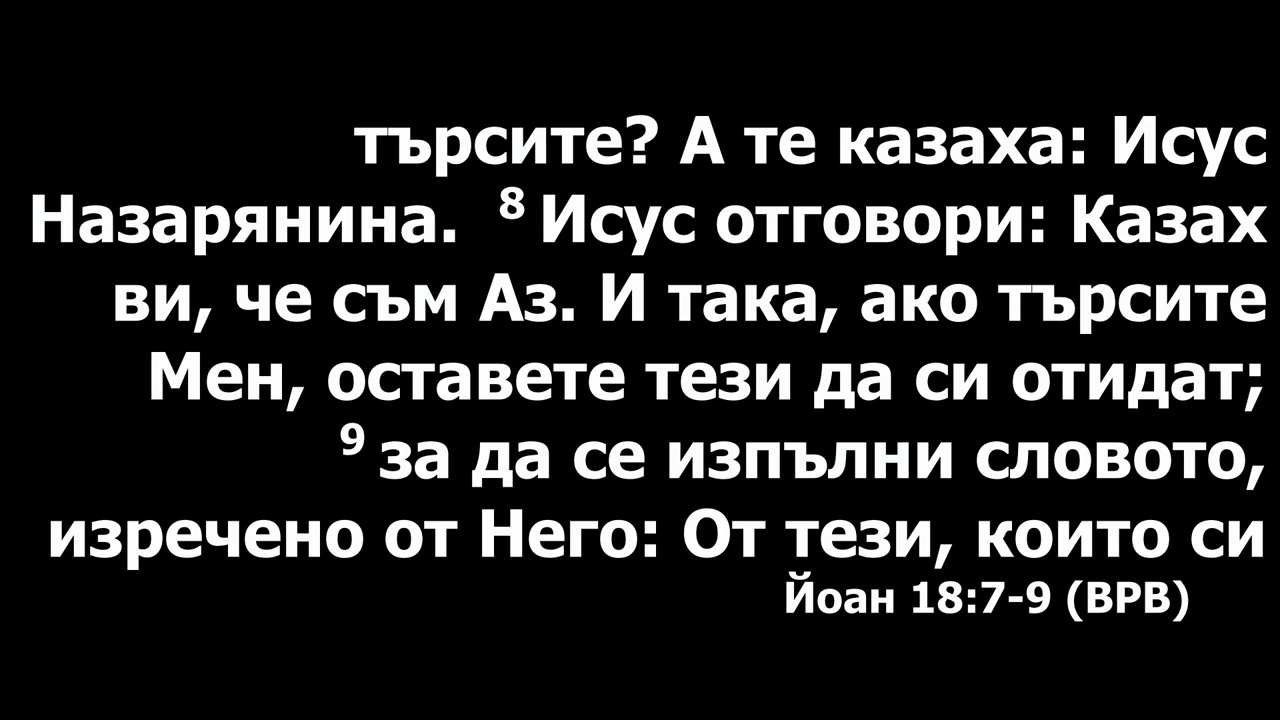 търсите? А те казаха: Исус
Назарянина. 8 Исус отговори: Казах
ви, че съм Аз. И така, ако търсите
Мен, оставете тези да си отидат;
9 за да се изпълни словото,
изречено от Него: От тези, които си
Йоан 18:7-9 (ВРВ)